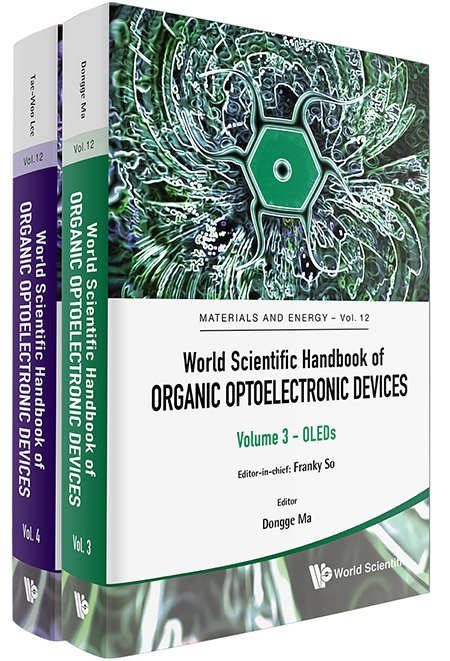 Tae-Woo Lee
Vol.12
World Scientific Handbook of
ORGANIC OPTOELECTRONIC DEVICES
Vol. 4
Dongge Ma
Vol.12
World Scientific Handbook of
ORGANIC OPTOELECTRONIC DEVICES
Vol. 3
MATERIALS AND ENERGY – Vol. 12
World Scientific Handbook of
ORGANIC OPTOELECTRONIC DEVICES
Volume 3 – OLEDs
Editor-in-chief: Franky So
Editor
Dongge Ma
World Scientific